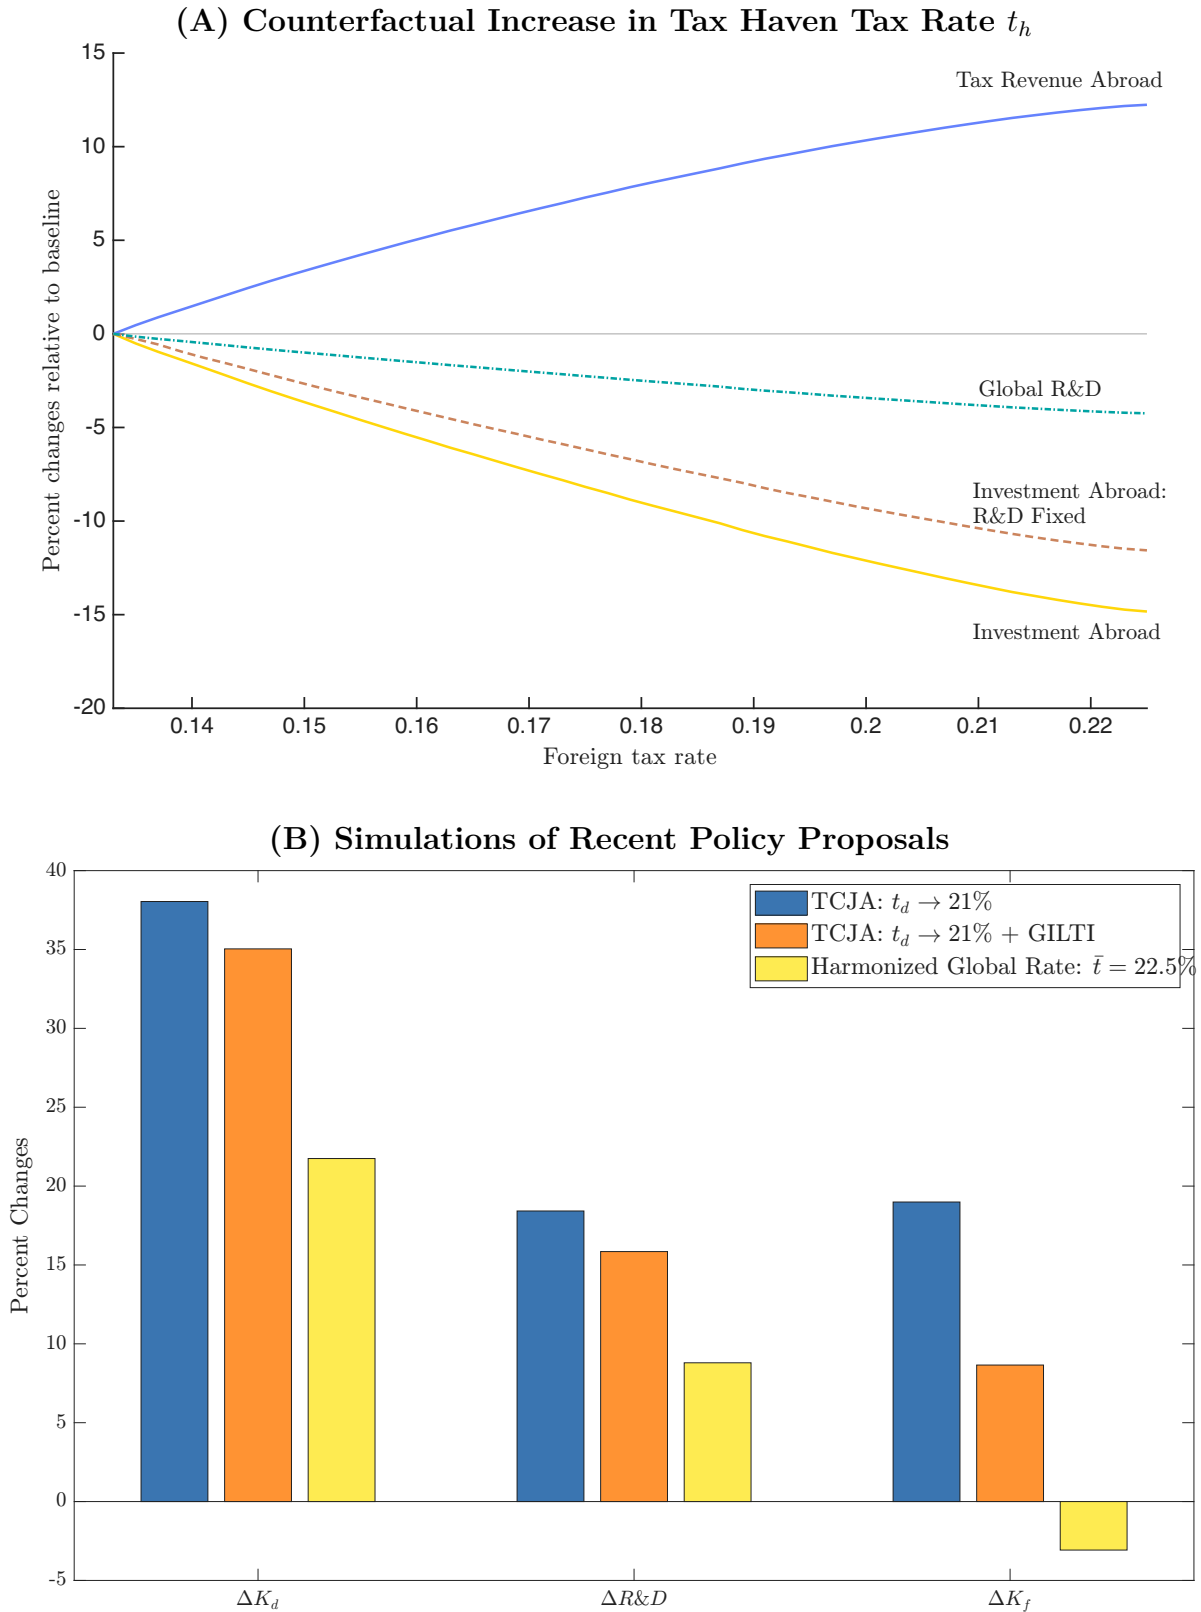 (A) Counterfactual Increase in Tax Haven Tax Rate t_h
15
10
5
0
-5
-10
-15
-20
Percent changes relative to baseline
Tax Revenue Abroad
Global R&D
Investment Abroad:
R&D Fixed
Investment Abroad
0.14 0.15 0.16 0.17 0.18 0.19 0.2 0.21 0.22
Foreign tax rate
(B) Simulations of Recent Policy Proposals
40
35
30
25
20
15
10
5
0
-5
Percent Changes
TCJA: t_d → 21%
TCJA: t_d → 21% + GILTI
Harmonized Global Rate: t̄ = 22.5%
ΔK_d ΔR&D ΔK_f